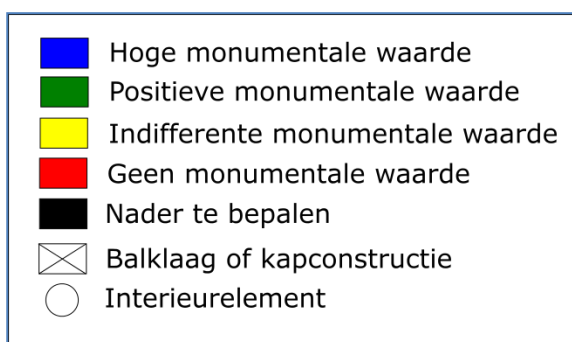 Hoge monumentale waarde
Positieve monumentale waarde
Indifferente monumentale waarde
Geen monumentale waarde
Nader te bepalen
Balklaag of kapconstructie
Interieurelement